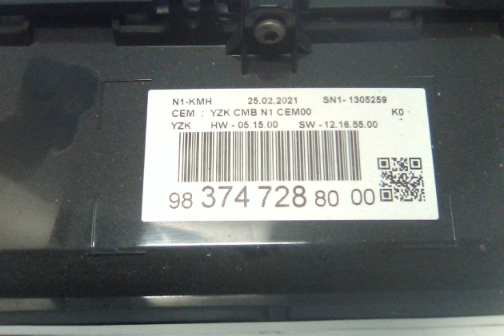 N1-KMH 25.02.2021 SN1- 1305259
CEM : YZK CMB N1 CEM00 K0
YZK HW - 05.15.00 SW - 12.16.55.00
98 374 728 80 00